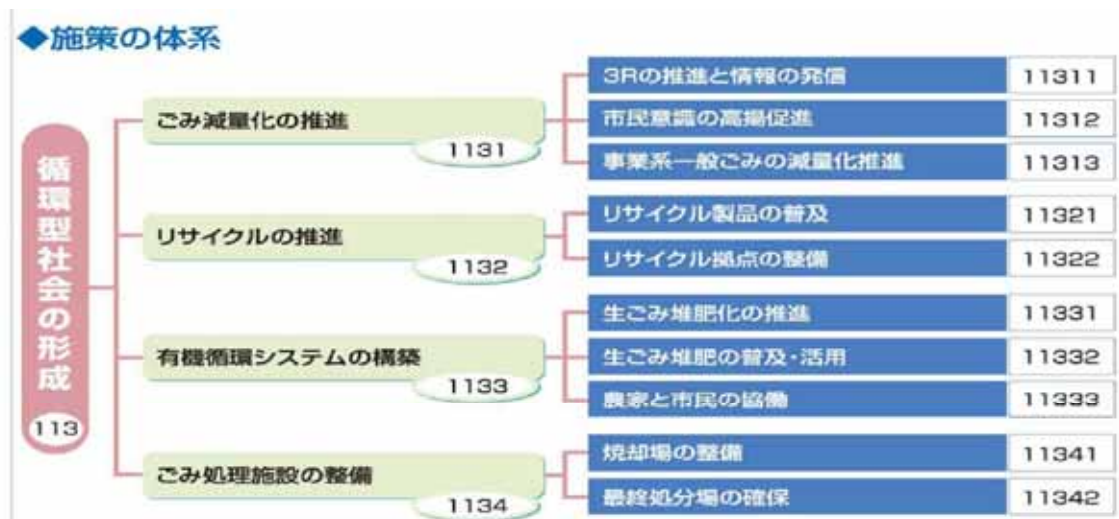 ◆施策の体系
循環型社会の形成
113
ごみ減量化の推進
1131
3Rの推進と情報の発信 11311
市民意識の高揚促進 11312
事業系一般ごみの減量化推進 11313
リサイクルの推進
1132
リサイクル製品の普及 11321
リサイクル拠点の整備 11322
有機循環システムの構築
1133
生ごみ堆肥化の推進 11331
生ごみ堆肥の普及・活用 11332
農家と市民の協働 11333
ごみ処理施設の整備
1134
焼却場の整備 11341
最終処分場の確保 11342